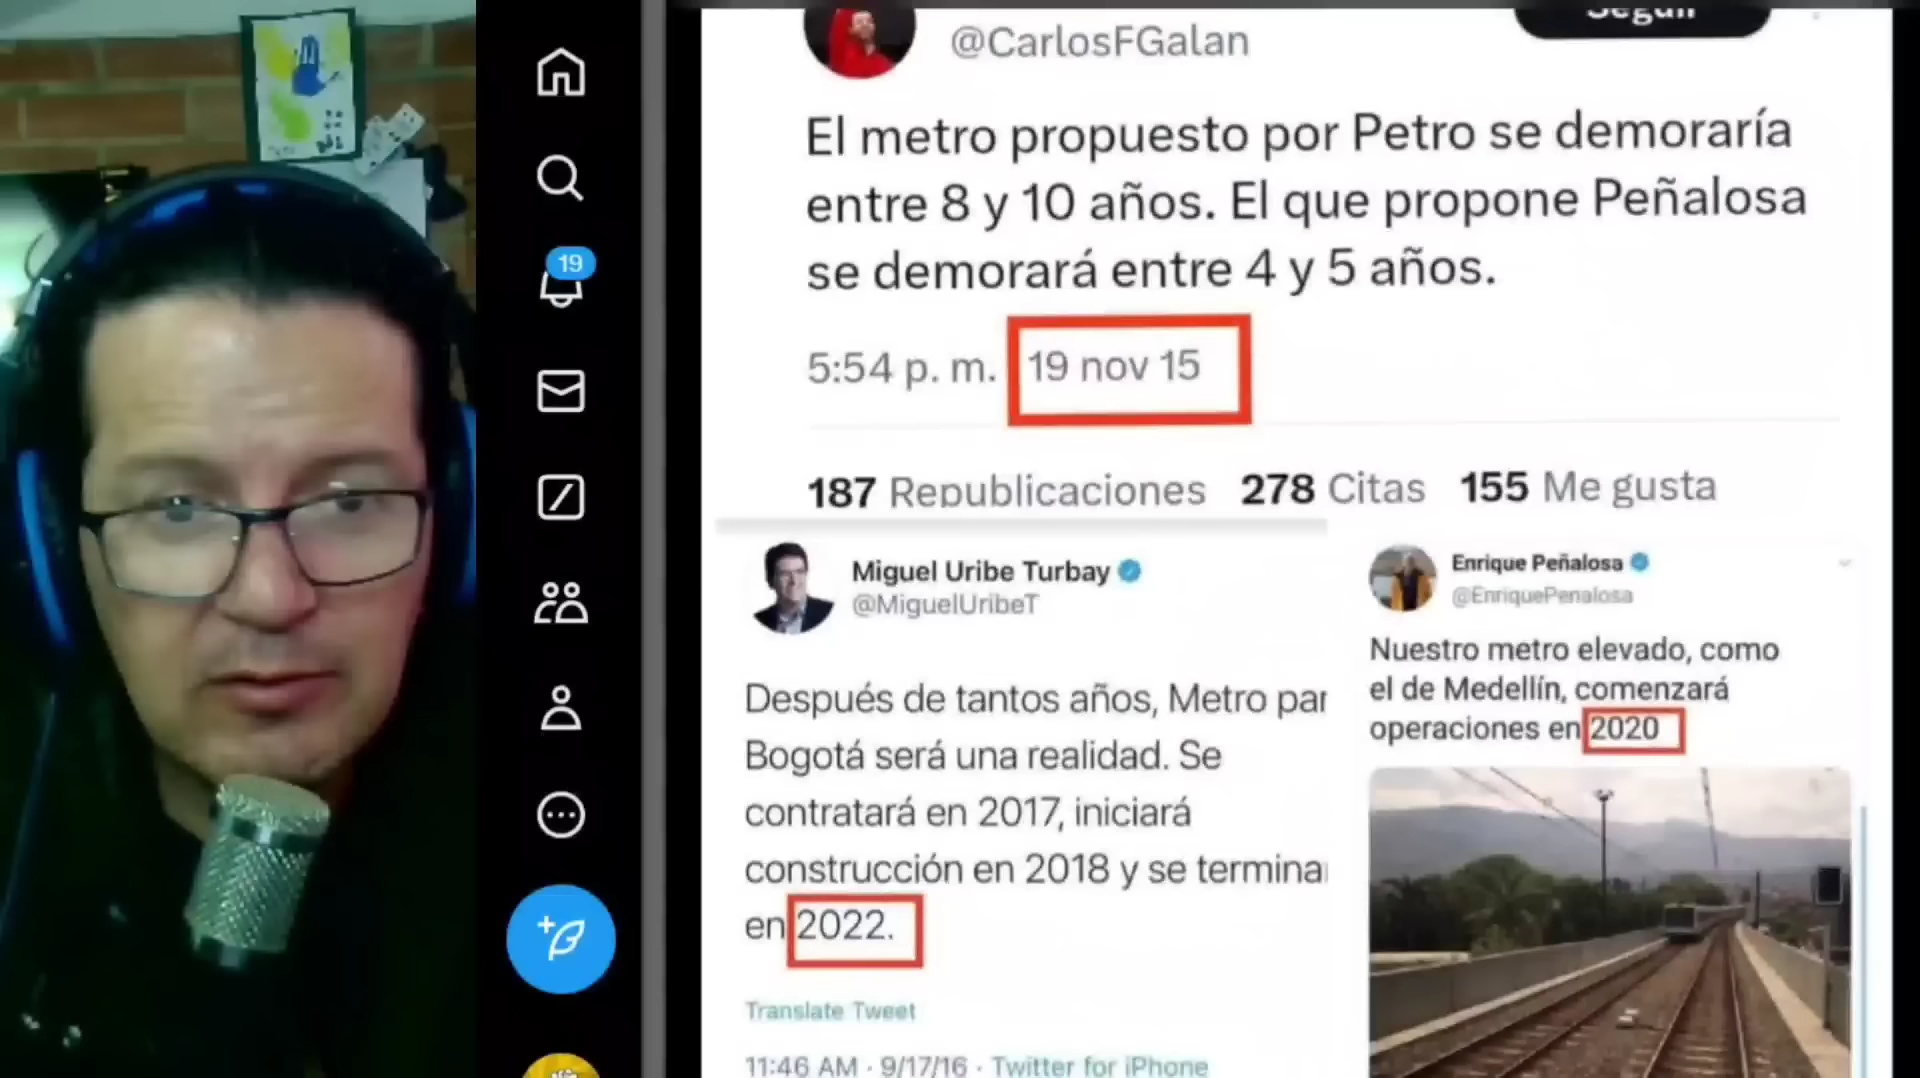 Seguir
@CarlosFGalan
El metro propuesto por Petro se demoraría
entre 8 y 10 años. El que propone Peñalosa
se demorará entre 4 y 5 años.
5:54 p. m. 19 nov 15
187 Republicaciones 278 Citas 155 Me gusta
19
Miguel Uribe Turbay
@MiguelUribeT
Después de tantos años, Metro par
Bogotá será una realidad. Se
contratará en 2017, iniciará
construcción en 2018 y se termina
en 2022.
Translate Tweet
11:46 AM · 9/17/16 · Twitter for iPhone
Enrique Peñalosa
@EnriquePenalosa
Nuestro metro elevado, como
el de Medellín, comenzará
operaciones en 2020